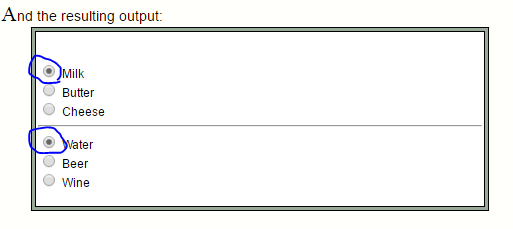 And the resulting output:
Milk
Butter
Cheese
Water
Beer
Wine